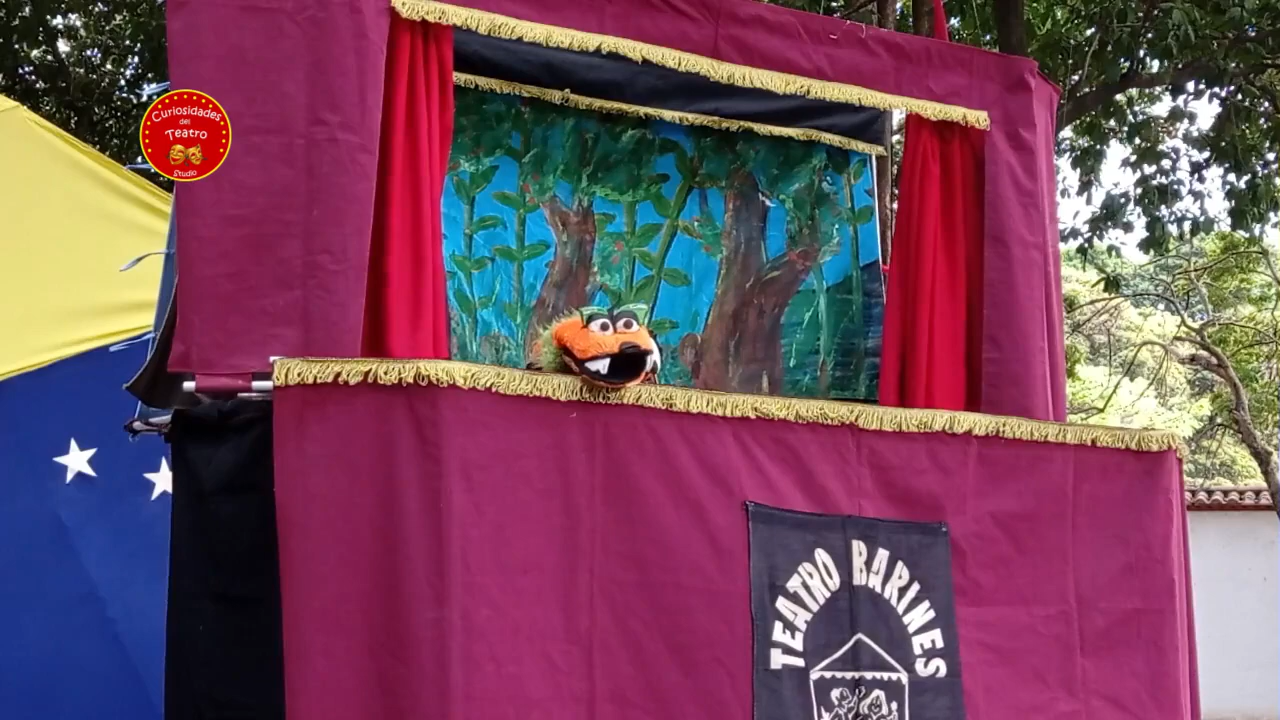 Curiosidades
del
Teatro
Studio
TEATRO BARINES